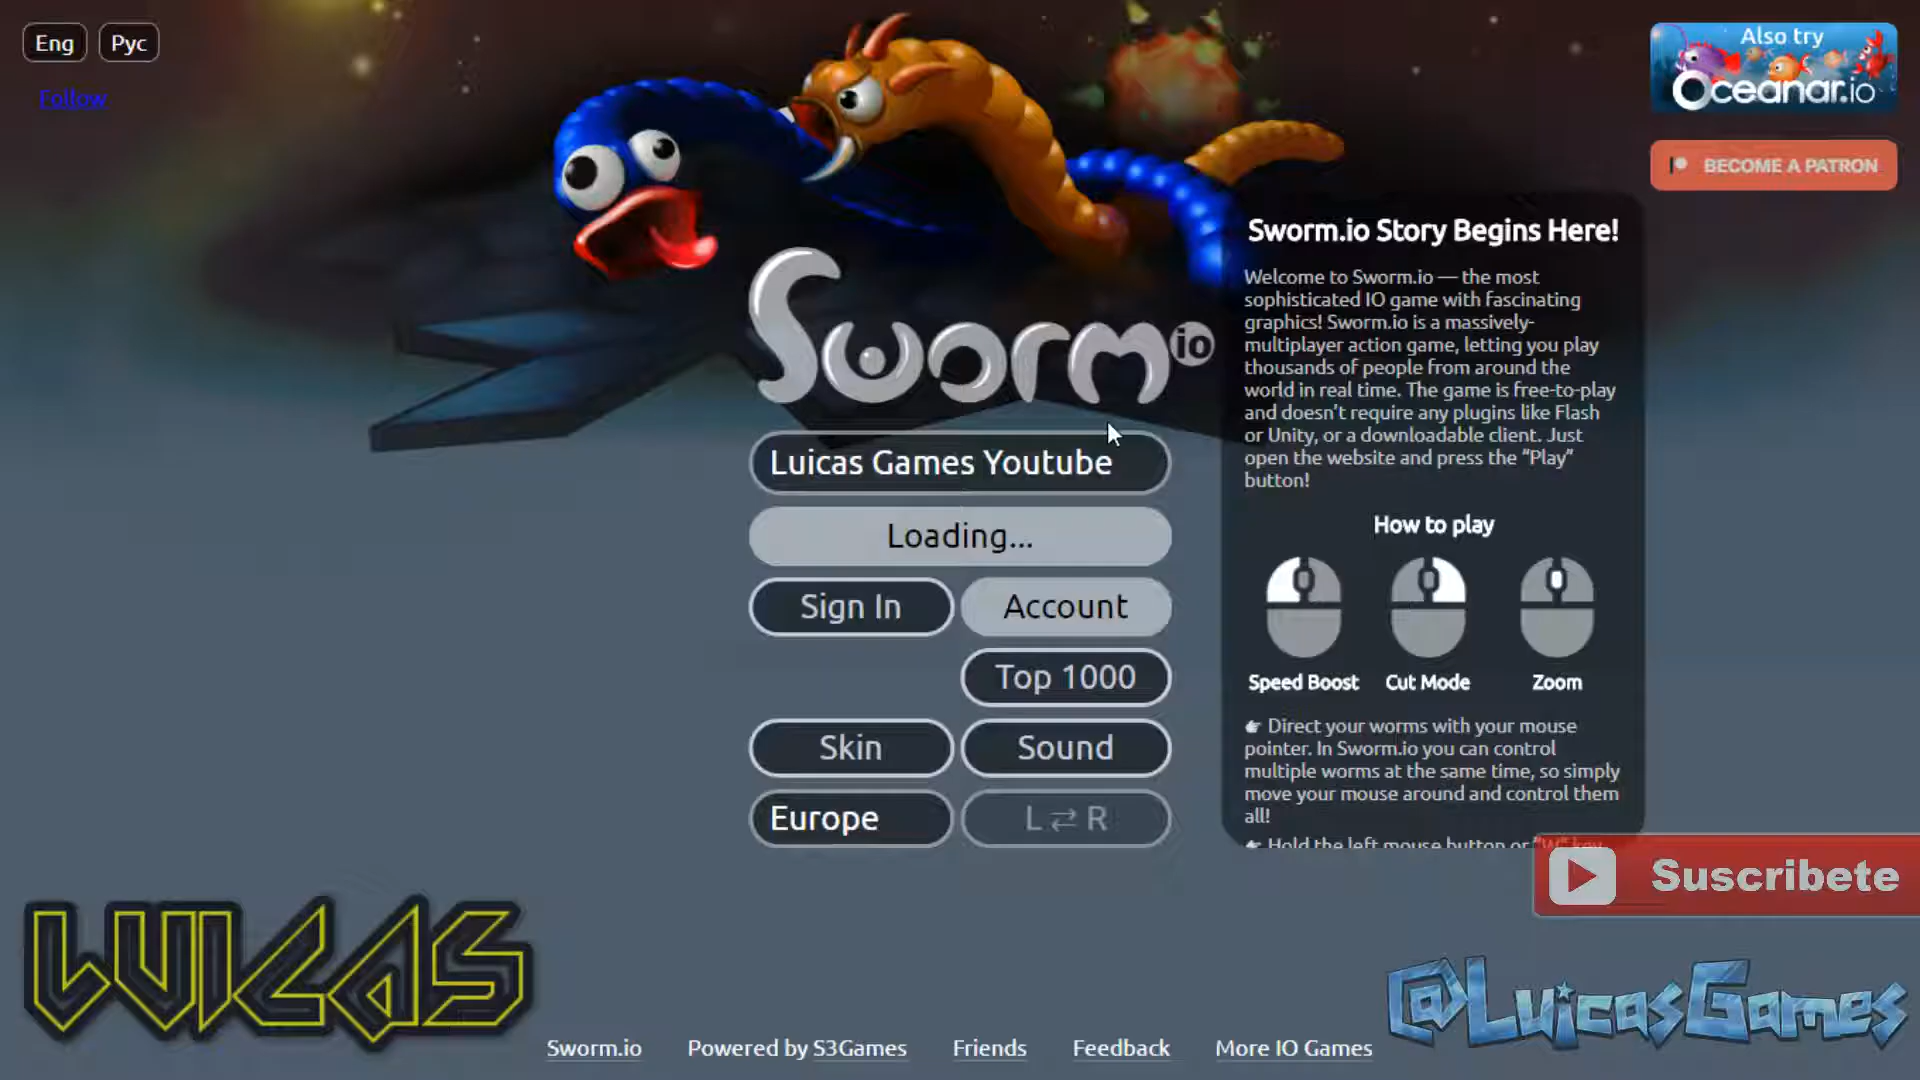 Eng
Рус
Follow
Also try
Oceanar.io
BECOME A PATRON
Sworm.io
Luicas Games Youtube
Loading...
Sign In
Account
Top 1000
Skin
Sound
Europe
L ⇄ R
Sworm.io Story Begins Here!
Welcome to Sworm.io — the most
sophisticated IO game with fascinating
graphics! Sworm.io is a massively-
multiplayer action game, letting you play
thousands of people from around the
world in real time. The game is free-to-play
and doesn't require any plugins like Flash
or Unity, or a downloadable client. Just
open the website and press the “Play”
button!
How to play
Speed Boost
Cut Mode
Zoom
☛ Direct your worms with your mouse
pointer. In Sworm.io you can control
multiple worms at the same time, so simply
move your mouse around and control them
all!
☛ Hold the left mouse button or "W" key
Suscribete
LUICAS
@LuicasGames
Sworm.io
Powered by S3Games
Friends
Feedback
More IO Games